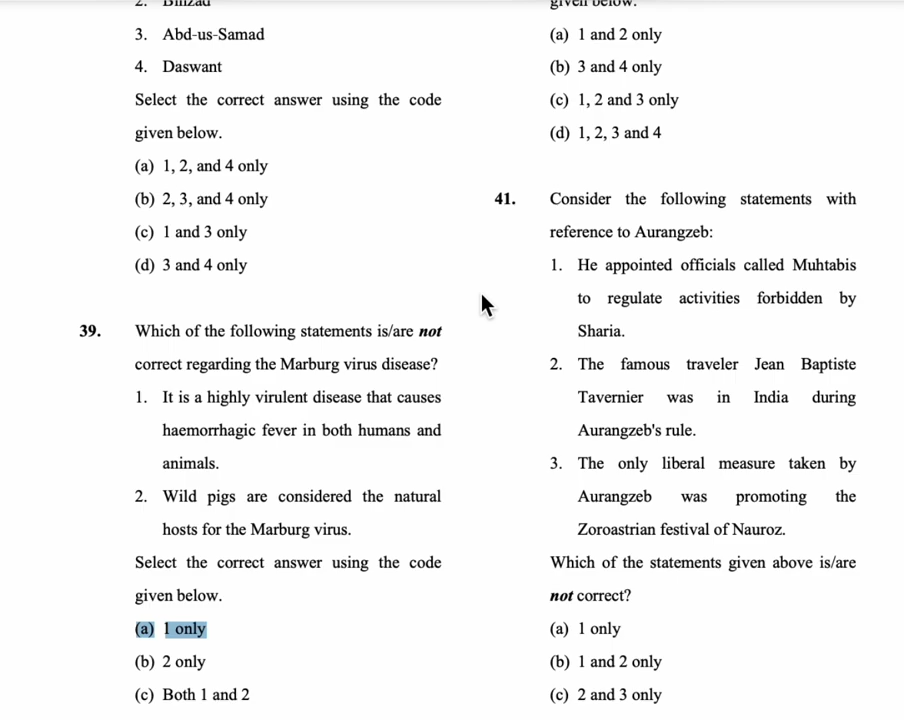 2. Bihzad
3. Abd-us-Samad
4. Daswant
Select the correct answer using the code
given below.
(a) 1, 2, and 4 only
(b) 2, 3, and 4 only
(c) 1 and 3 only
(d) 3 and 4 only
39. Which of the following statements is/are not
correct regarding the Marburg virus disease?
1. It is a highly virulent disease that causes
haemorrhagic fever in both humans and
animals.
2. Wild pigs are considered the natural
hosts for the Marburg virus.
Select the correct answer using the code
given below.
(a) 1 only
(b) 2 only
(c) Both 1 and 2
given below.
(a) 1 and 2 only
(b) 3 and 4 only
(c) 1, 2 and 3 only
(d) 1, 2, 3 and 4
41. Consider the following statements with
reference to Aurangzeb:
1. He appointed officials called Muhtabis
to regulate activities forbidden by
Sharia.
2. The famous traveler Jean Baptiste
Tavernier was in India during
Aurangzeb's rule.
3. The only liberal measure taken by
Aurangzeb was promoting the
Zoroastrian festival of Nauroz.
Which of the statements given above is/are
not correct?
(a) 1 only
(b) 1 and 2 only
(c) 2 and 3 only